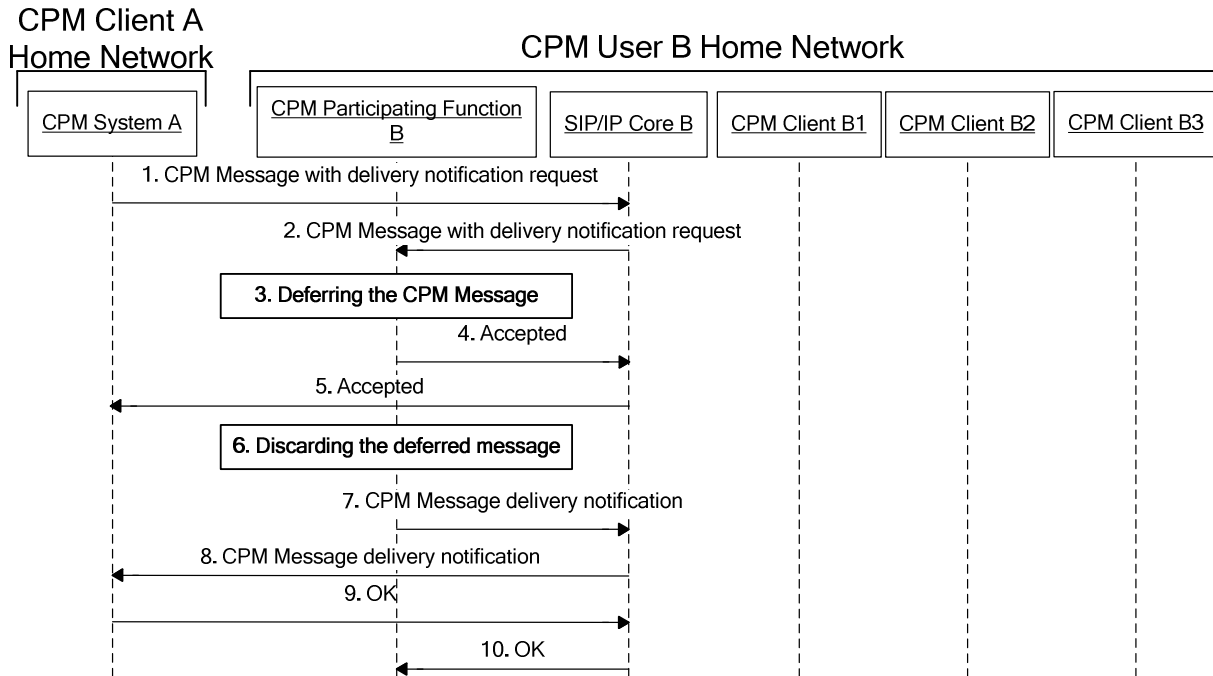 CPM Client A
Home Network
CPM User B Home Network
CPM System A
CPM Participating Function
B
SIP/IP Core B
CPM Client B1
CPM Client B2
CPM Client B3
1. CPM Message with delivery notification request
2. CPM Message with delivery notification request
3. Deferring the CPM Message
4. Accepted
5. Accepted
6. Discarding the deferred message
7. CPM Message delivery notification
8. CPM Message delivery notification
9. OK
10. OK